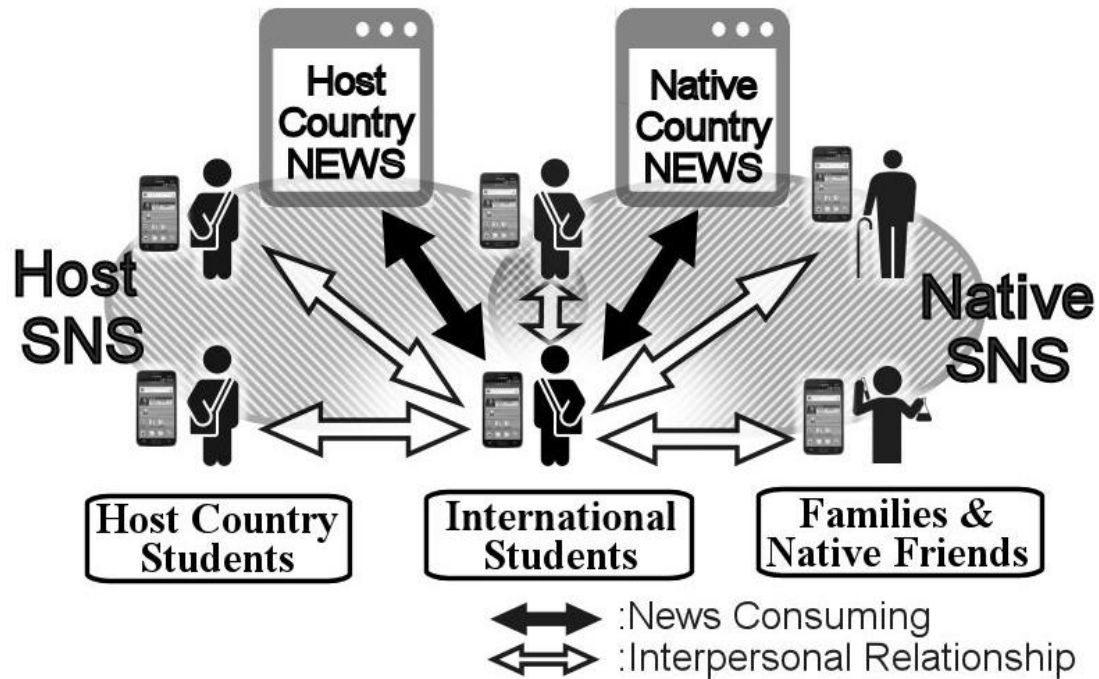 Host
Country
NEWS
Native
Country
NEWS
Host
SNS
Native
SNS
Host Country
Students
International
Students
Families &
Native Friends
:News Consuming
:Interpersonal Relationship